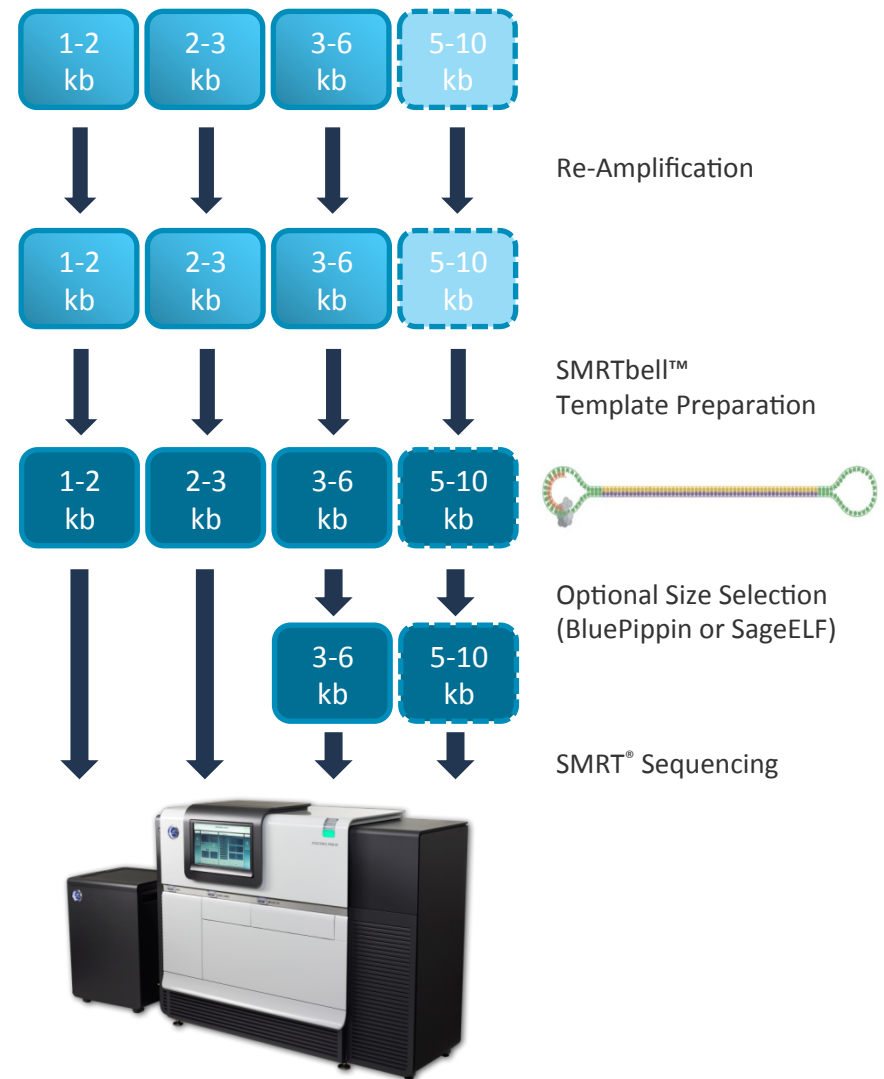 1-2
kb
2-3
kb
3-6
kb
5-10
kb
Re-Amplification
1-2
kb
2-3
kb
3-6
kb
5-10
kb
SMRTbell™
Template Preparation
1-2
kb
2-3
kb
3-6
kb
5-10
kb
Optional Size Selection
(BluePippin or SageELF)
3-6
kb
5-10
kb
SMRT® Sequencing